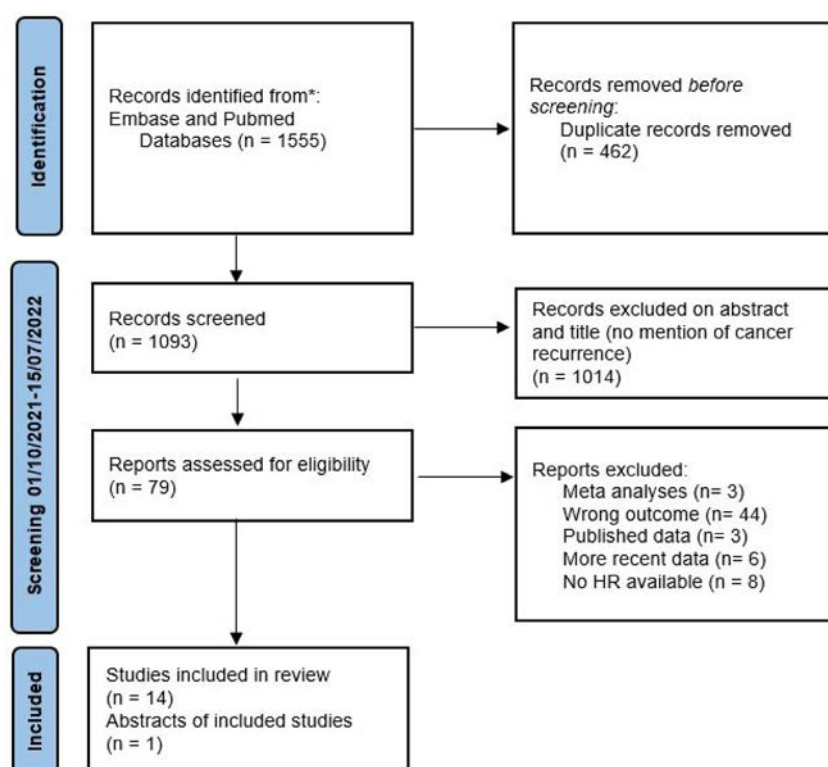 Identification
Records identified from*:
Embase and Pubmed
Databases (n = 1555)
Records removed before
screening:
Duplicate records removed
(n = 462)
Screening 01/10/2021-15/07/2022
Records screened
(n = 1093)
Records excluded on abstract
and title (no mention of cancer
recurrence)
(n = 1014)
Reports assessed for eligibility
(n = 79)
Reports excluded:
Meta analyses (n= 3)
Wrong outcome (n= 44)
Published data (n= 3)
More recent data (n= 6)
No HR available (n = 8)
Included
Studies included in review
(n = 14)
Abstracts of included studies
(n = 1)